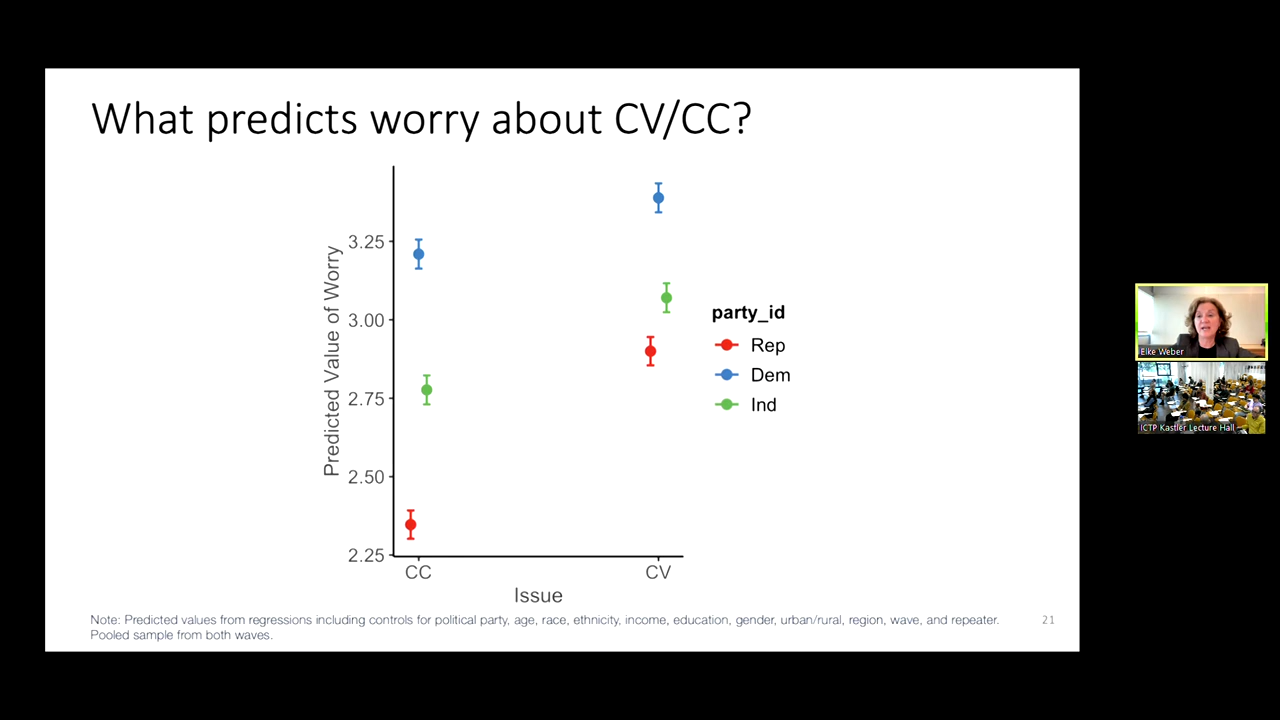 What predicts worry about CV/CC?
Predicted Value of Worry
3.25
3.00
2.75
2.50
2.25
CC
CV
Issue
party_id
Rep
Dem
Ind
Note: Predicted values from regressions including controls for political party, age, race, ethnicity, income, education, gender, urban/rural, region, wave, and repeater.
Pooled sample from both waves.
21
Elke Weber
ICTP Kastler Lecture Hall